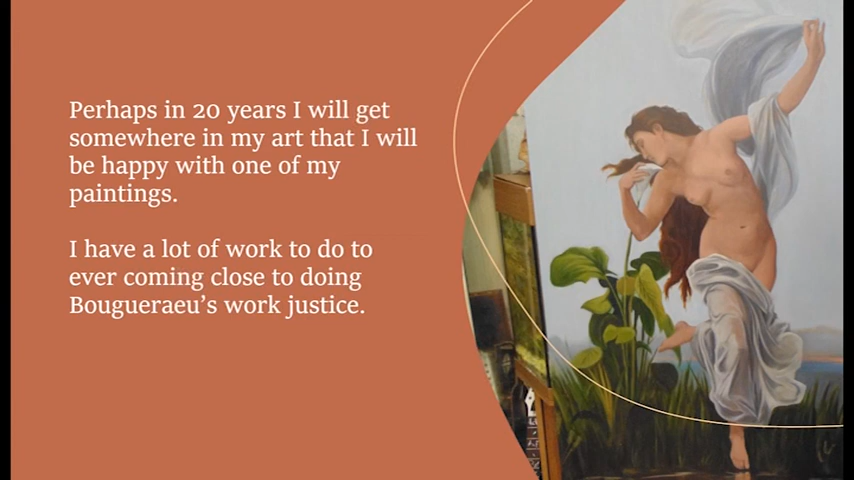 Perhaps in 20 years I will get
somewhere in my art that I will
be happy with one of my
paintings.
I have a lot of work to do to
ever coming close to doing
Bougueraeu's work justice.